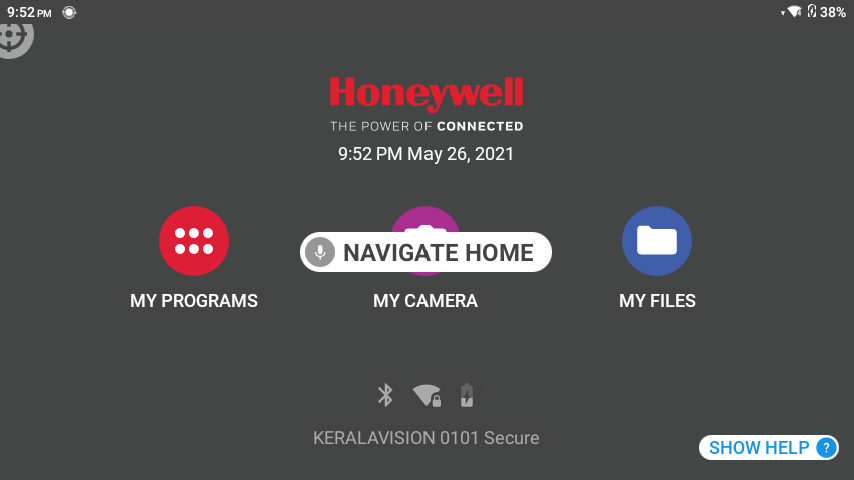 9:52 PM
38%
Honeywell
THE POWER OF CONNECTED
9:52 PM May 26, 2021
NAVIGATE HOME
MY PROGRAMS
MY CAMERA
MY FILES
KERALAVISION 0101 Secure
SHOW HELP ?